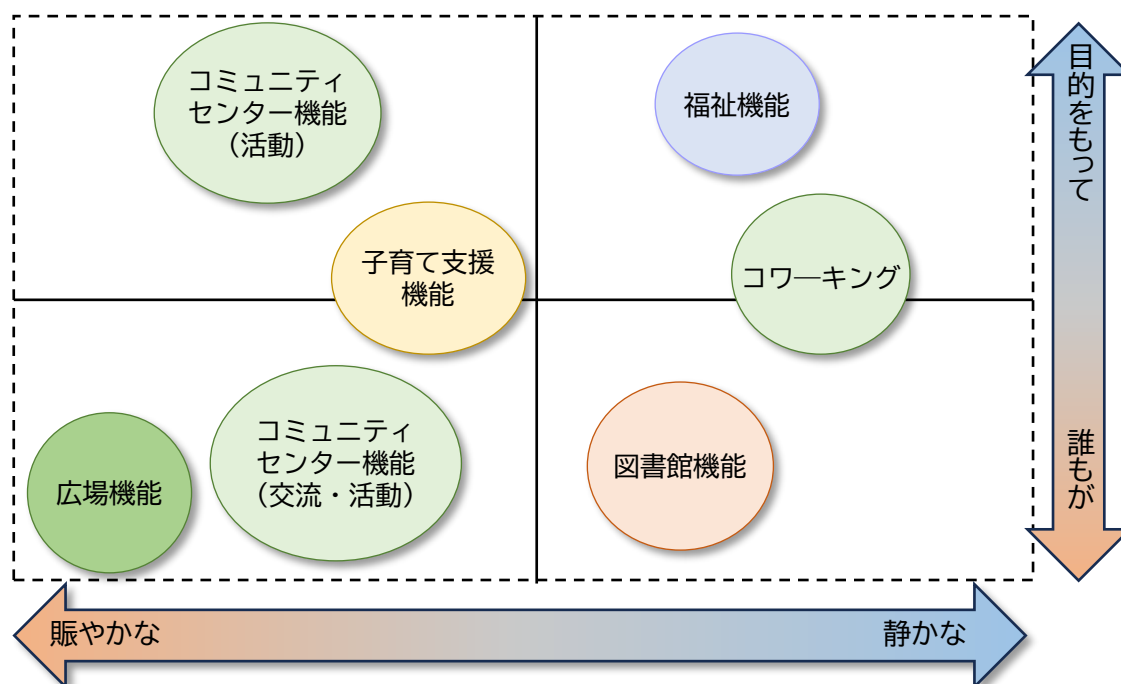 コミュニティ
センター機能
（活動）
福祉機能
目的をもって
子育て支援
機能
コワ―キング
コミュニティ
センター機能
（交流・活動）
広場機能
図書館機能
誰もが
賑やかな
静かな